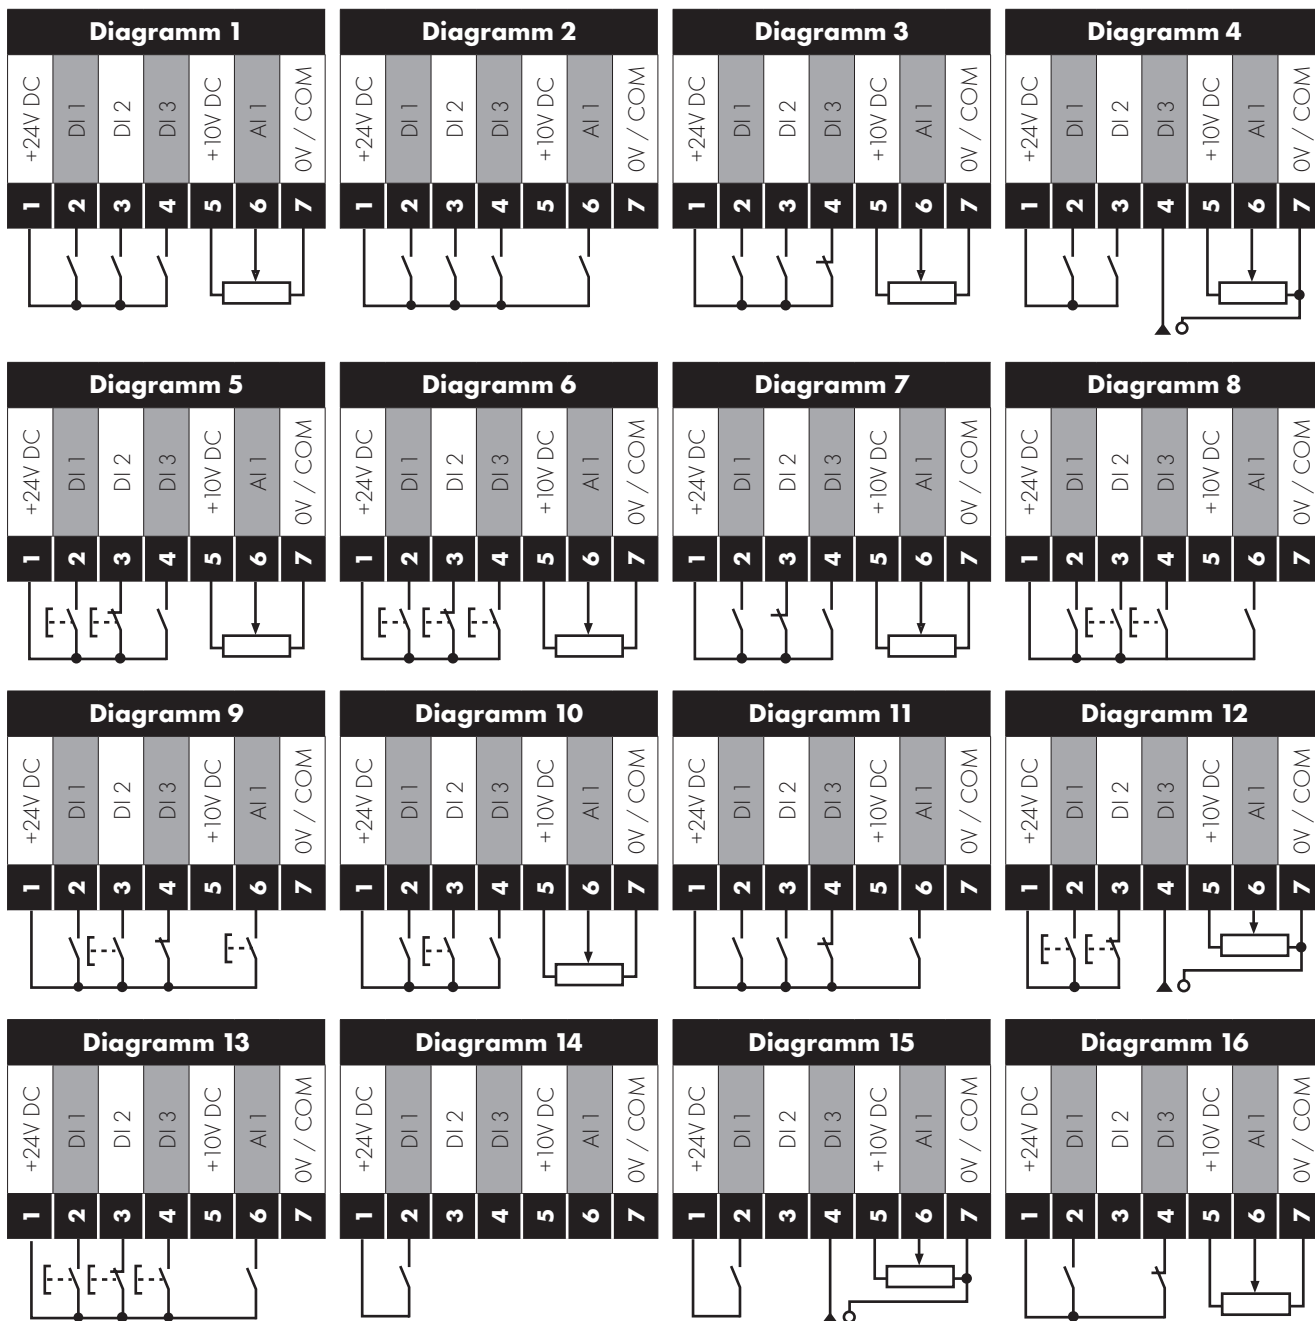 Diagramm 1 Diagramm 2 Diagramm 3 Diagramm 4
+24V DC DI 1 DI 2 DI 3 +10V DC AI 1 0V / COM +24V DC DI 1 DI 2 DI 3 +10V DC AI 1 0V / COM +24V DC DI 1 DI 2 DI 3 +10V DC AI 1 0V / COM +24V DC DI 1 DI 2 DI 3 +10V DC AI 1 0V / COM
1 2 3 4 5 6 7 1 2 3 4 5 6 7 1 2 3 4 5 6 7 1 2 3 4 5 6 7
Diagramm 5 Diagramm 6 Diagramm 7 Diagramm 8
+24V DC DI 1 DI 2 DI 3 +10V DC AI 1 0V / COM +24V DC DI 1 DI 2 DI 3 +10V DC AI 1 0V / COM +24V DC DI 1 DI 2 DI 3 +10V DC AI 1 0V / COM +24V DC DI 1 DI 2 DI 3 +10V DC AI 1 0V / COM
1 2 3 4 5 6 7 1 2 3 4 5 6 7 1 2 3 4 5 6 7 1 2 3 4 5 6 7
Diagramm 9 Diagramm 10 Diagramm 11 Diagramm 12
+24V DC DI 1 DI 2 DI 3 +10V DC AI 1 0V / COM +24V DC DI 1 DI 2 DI 3 +10V DC AI 1 0V / COM +24V DC DI 1 DI 2 DI 3 +10V DC AI 1 0V / COM +24V DC DI 1 DI 2 DI 3 +10V DC AI 1 0V / COM
1 2 3 4 5 6 7 1 2 3 4 5 6 7 1 2 3 4 5 6 7 1 2 3 4 5 6 7
Diagramm 13 Diagramm 14 Diagramm 15 Diagramm 16
+24V DC DI 1 DI 2 DI 3 +10V DC AI 1 0V / COM +24V DC DI 1 DI 2 DI 3 +10V DC AI 1 0V / COM +24V DC DI 1 DI 2 DI 3 +10V DC AI 1 0V / COM +24V DC DI 1 DI 2 DI 3 +10V DC AI 1 0V / COM
1 2 3 4 5 6 7 1 2 3 4 5 6 7 1 2 3 4 5 6 7 1 2 3 4 5 6 7